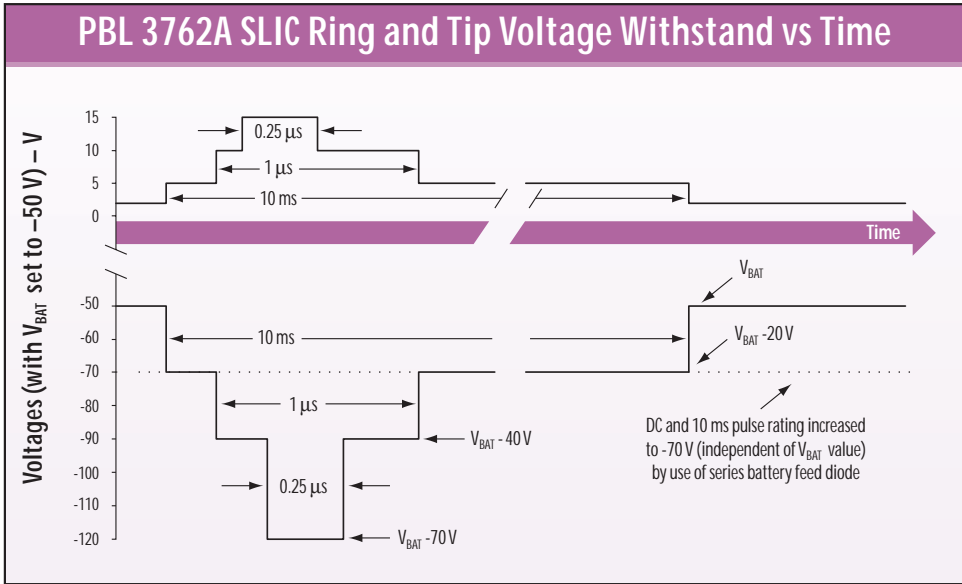 PBL 3762A SLIC Ring and Tip Voltage Withstand vs Time
Voltages (with VBAT set to –50 V) – V
15
10
5
0
0.25 µs
1 µs
10 ms
Time
-50
-60
-70
-80
-90
-100
-110
-120
10 ms
1 µs
0.25 µs
VBAT
VBAT -20 V
VBAT - 40 V
VBAT -70 V
DC and 10 ms pulse rating increased
to -70 V (independent of VBAT value)
by use of series battery feed diode